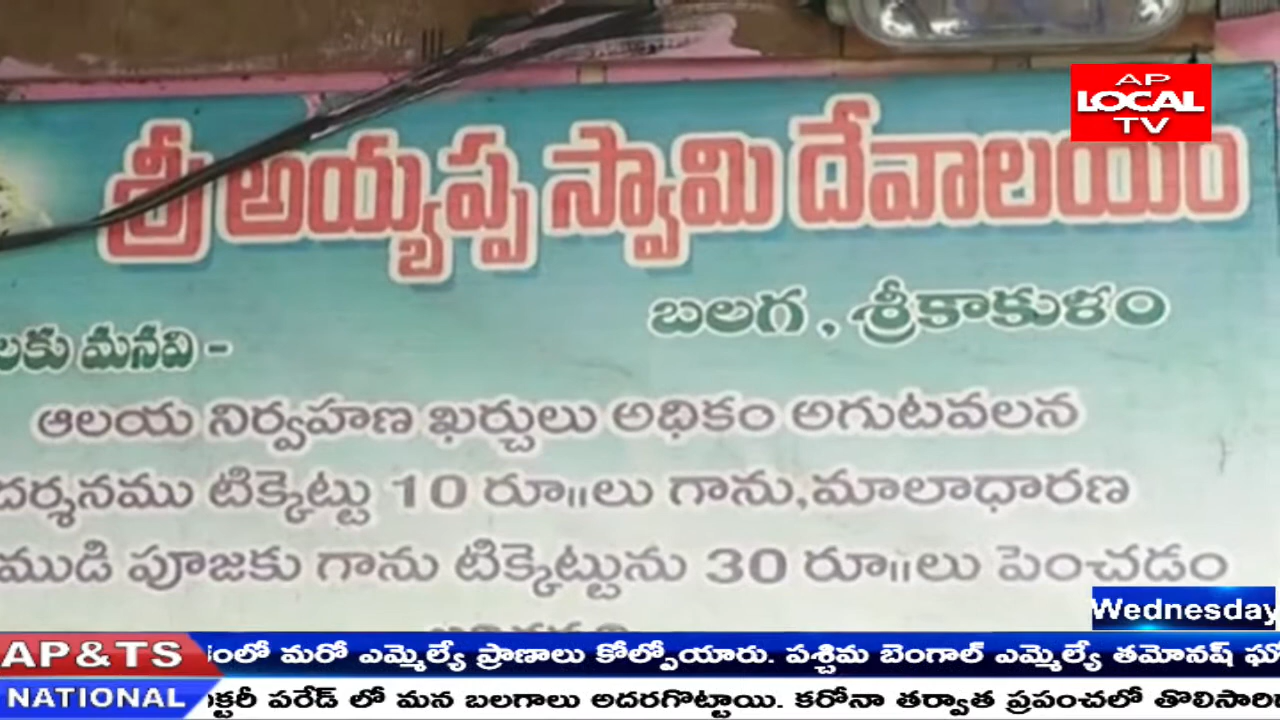 AP
LOCAL
TV
శ్రీ అయ్యప్ప స్వామి దేవాలయం
బలగ, శ్రీకాకుళం
లకు మనవి -
ఆలయ నిర్వహణ ఖర్చులు అధికం అగుటవలన
దర్శనము టిక్కెట్టు 10 రూ॥లు గాను,మాలాధారణ
ముడి పూజకు గాను టిక్కెట్టును 30 రూ॥లు పెంచడం
Wednesday
AP&TS
NATIONAL
మరో ఎమ్మెల్యే ప్రాణాలు కోల్పోయారు. పశ్చిమ బెంగాల్ ఎమ్మెల్యే తమోనష్
పరేడ్ లో మన బలగాలు అదరగొట్టాయి. కరోనా తర్వాత ప్రపంచలో